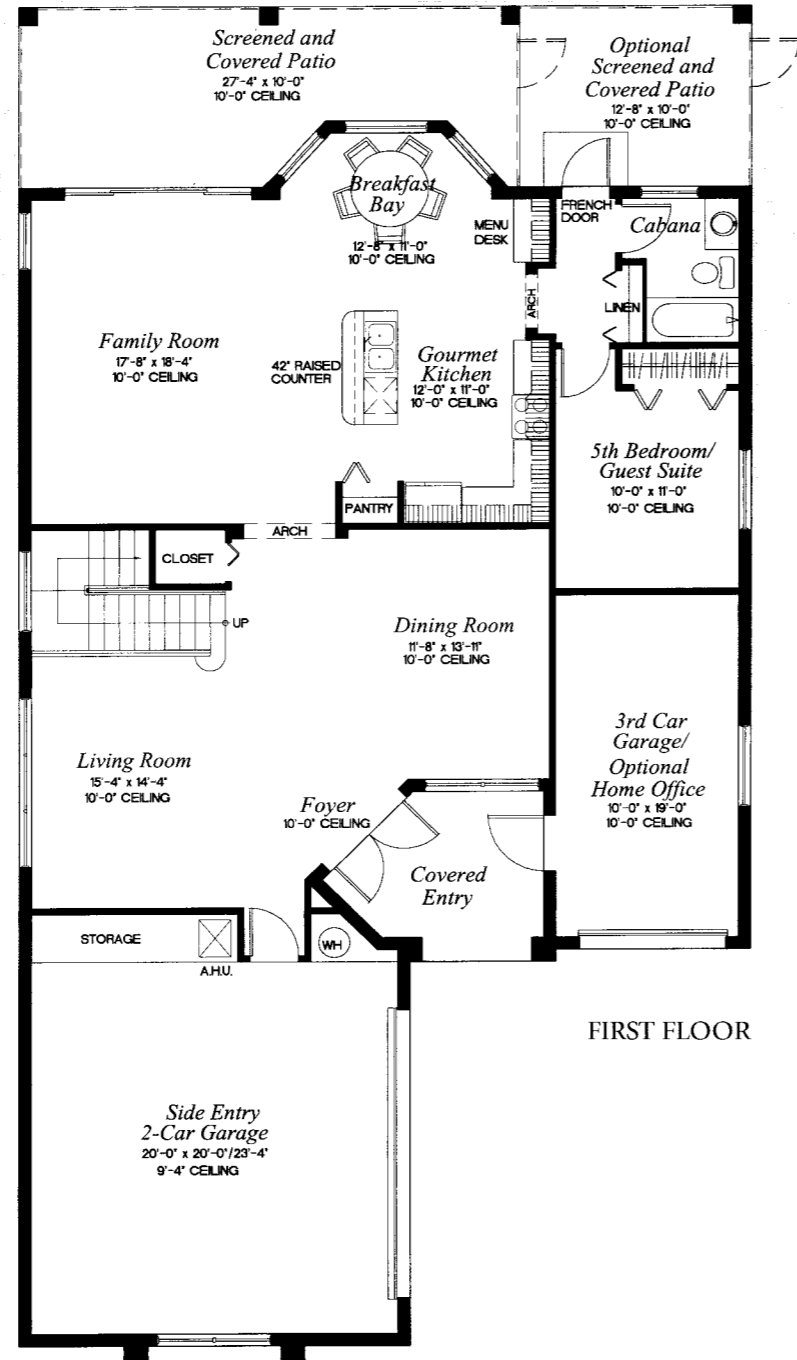 Screened and
Covered Patio
27'-4" x 10'-0"
10'-0" CEILING
Optional
Screened and
Covered Patio
12'-8" x 10'-0"
10'-0" CEILING
Breakfast
Bay
12'-8" x 11'-0"
10'-0" CEILING
MENU
DESK
FRENCH
DOOR
Cabana
ARCH
LINEN
Family Room
17'-8" x 18'-4"
10'-0" CEILING
42" RAISED
COUNTER
Gourmet
Kitchen
12'-0" x 11'-0"
10'-0" CEILING
5th Bedroom/
Guest Suite
10'-0" x 11'-0"
10'-0" CEILING
PANTRY
ARCH
CLOSET
UP
Dining Room
11'-8" x 13'-11"
10'-0" CEILING
Living Room
15'-4" x 14'-4"
10'-0" CEILING
Foyer
10'-0" CEILING
3rd Car
Garage/
Optional
Home Office
10'-0" x 19'-0"
10'-0" CEILING
Covered
Entry
STORAGE
A.H.U.
WH
FIRST FLOOR
Side Entry
2-Car Garage
20'-0" x 20'-0"/23'-4"
9'-4" CEILING